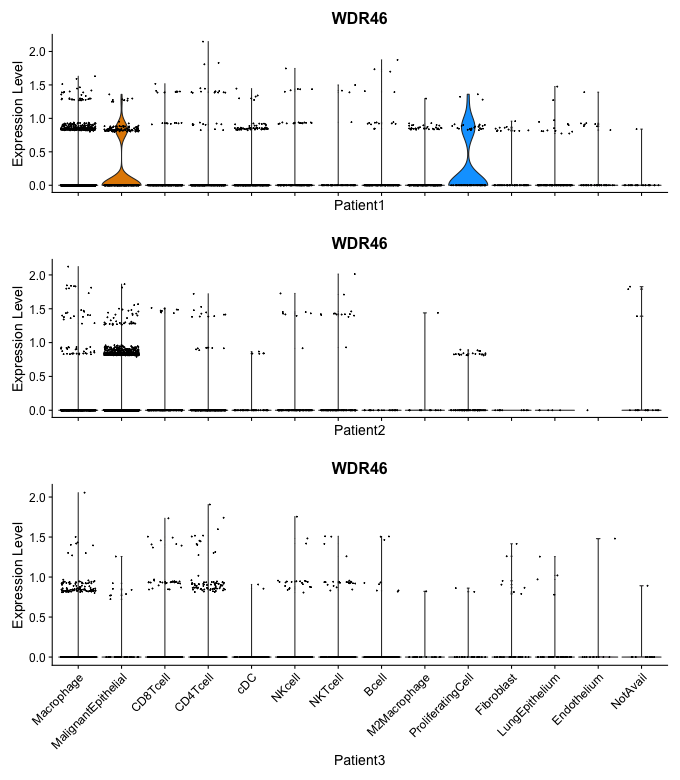 WDR46
Expression Level
2.0
1.5
1.0
0.5
0.0
Patient1
WDR46
Expression Level
2.0
1.5
1.0
0.5
0.0
Patient2
WDR46
Expression Level
2.0
1.5
1.0
0.5
0.0
Macrophage
MalignantEpithelial
CD8Tcell
CD4Tcell
cDC
NKcell
NKTcell
Bcell
M2Macrophage
ProliferatingCell
Fibroblast
LungEpithelium
Endothelium
NotAvail
Patient3